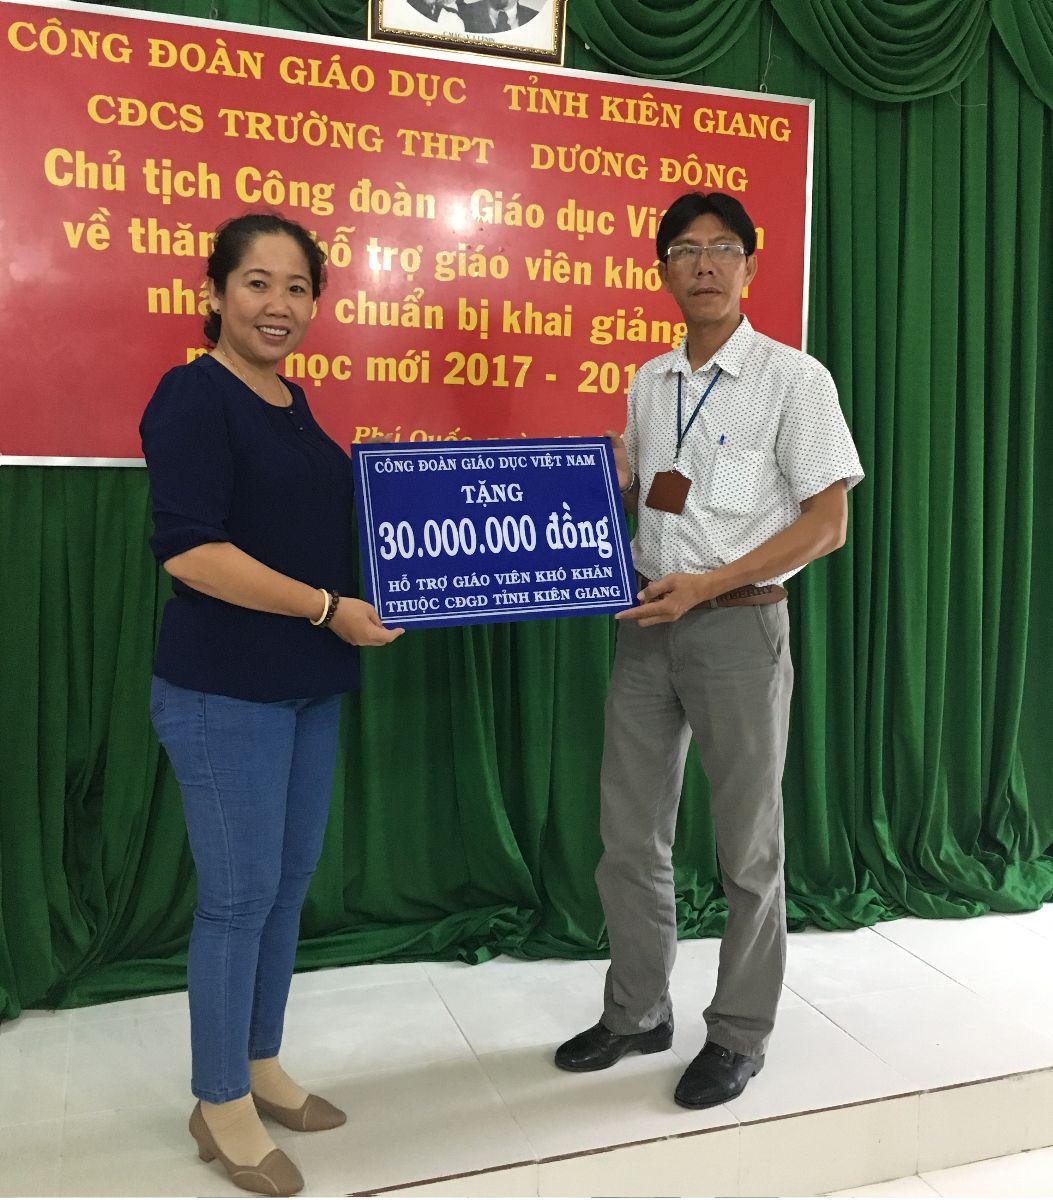 CÔNG ĐOÀN GIÁO DỤC TỈNH KIÊN GIANG
CĐCS TRƯỜNG THPT DƯƠNG ĐÔNG
Chủ tịch Công đoàn Giáo dục
về thăm hỗ trợ giáo viên
chuẩn bị khai giảng
học mới 2017 -
Phú Quốc
CÔNG ĐOÀN GIÁO DỤC VIỆT NAM
TẶNG
30.000.000 đồng
HỖ TRỢ GIÁO VIÊN KHÓ KHĂN
THUỘC CĐGD TỈNH KIÊN GIANG